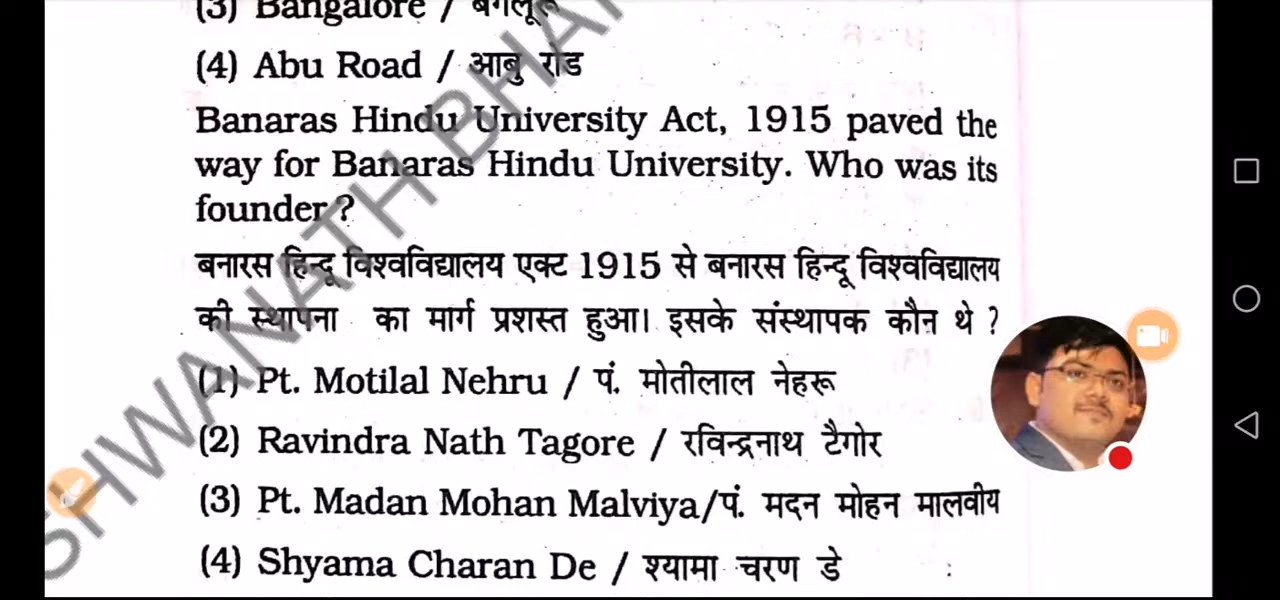 (3) Bangalore / बंगलूरू
(4) Abu Road / आबु रोड
Banaras Hindu University Act, 1915 paved the
way for Banaras Hindu University. Who was its
founder ?
बनारस हिन्दू विश्वविद्यालय एक्ट 1915 से बनारस हिन्दू विश्वविद्यालय
की स्थापना का मार्ग प्रशस्त हुआ। इसके संस्थापक कौन थे ?
(1) Pt. Motilal Nehru / पं. मोतीलाल नेहरू
(2) Ravindra Nath Tagore / रविन्द्रनाथ टैगोर
(3) Pt. Madan Mohan Malviya/पं. मदन मोहन मालवीय
(4) Shyama Charan De / श्यामा चरण डे :